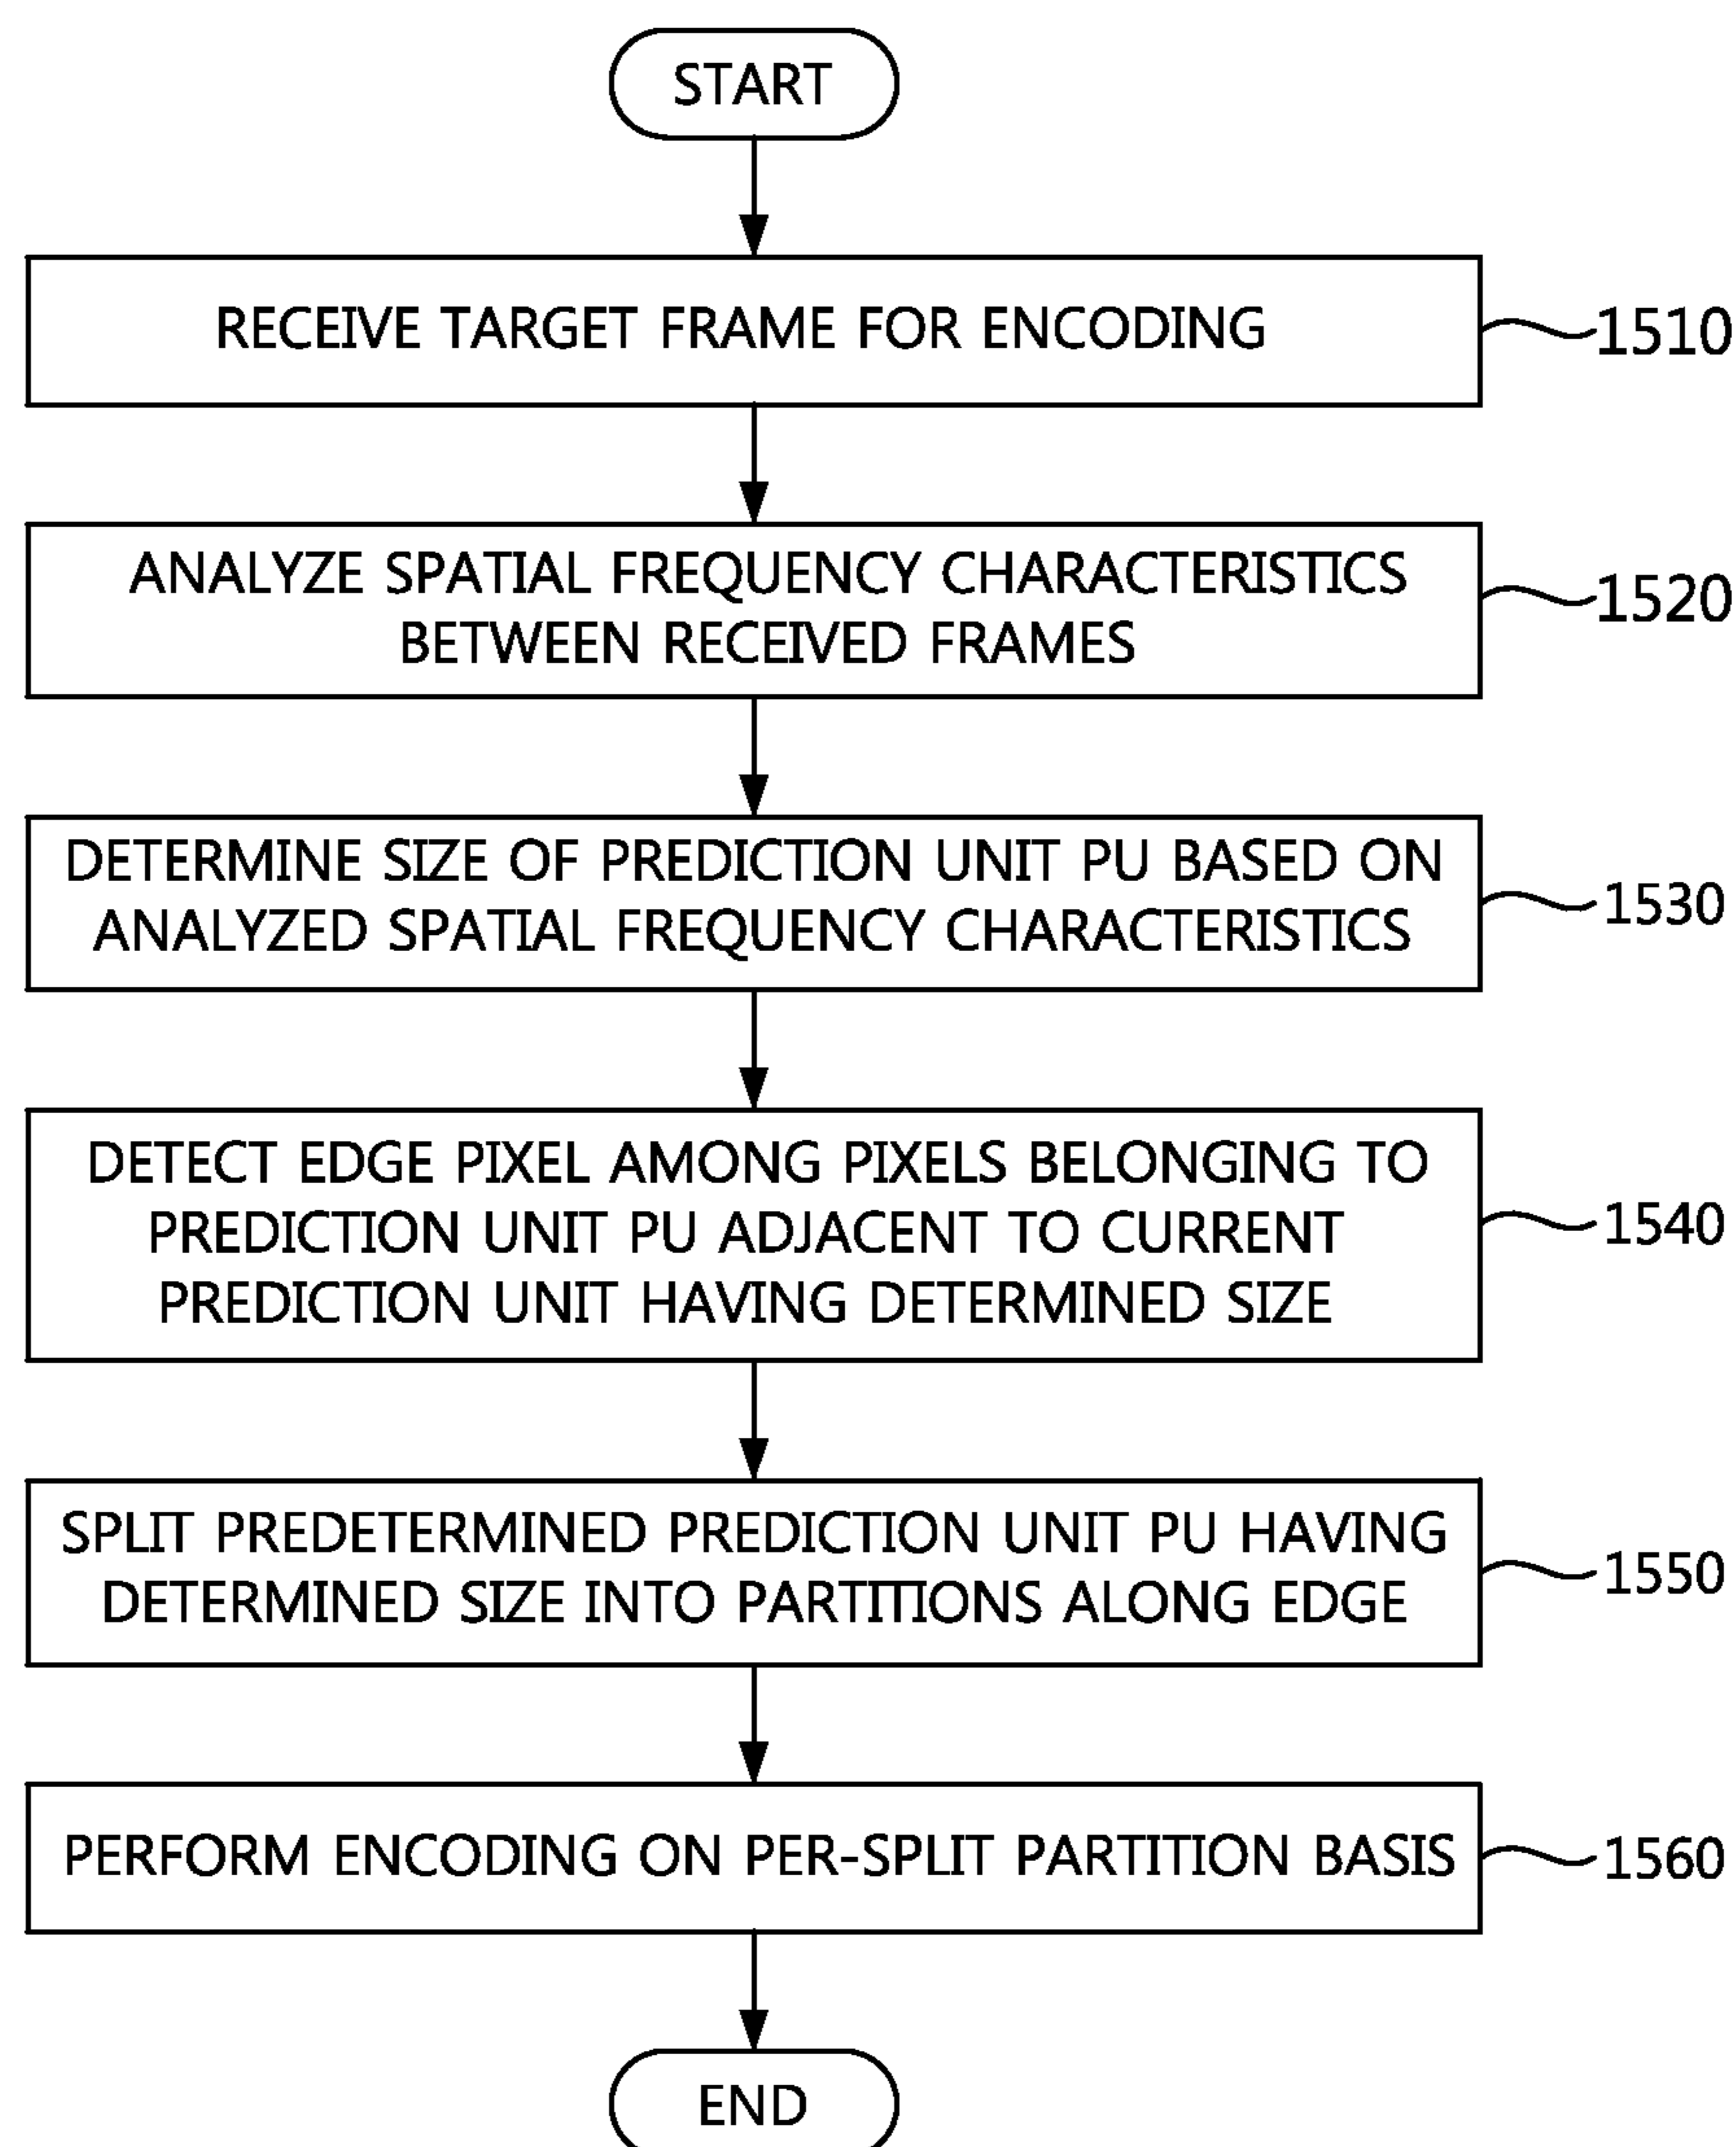 START
RECEIVE TARGET FRAME FOR ENCODING
1510
ANALYZE SPATIAL FREQUENCY CHARACTERISTICS
BETWEEN RECEIVED FRAMES
1520
DETERMINE SIZE OF PREDICTION UNIT PU BASED ON
ANALYZED SPATIAL FREQUENCY CHARACTERISTICS
1530
DETECT EDGE PIXEL AMONG PIXELS BELONGING TO
PREDICTION UNIT PU ADJACENT TO CURRENT
PREDICTION UNIT HAVING DETERMINED SIZE
1540
SPLIT PREDETERMINED PREDICTION UNIT PU HAVING
DETERMINED SIZE INTO PARTITIONS ALONG EDGE
1550
PERFORM ENCODING ON PER-SPLIT PARTITION BASIS
1560
END